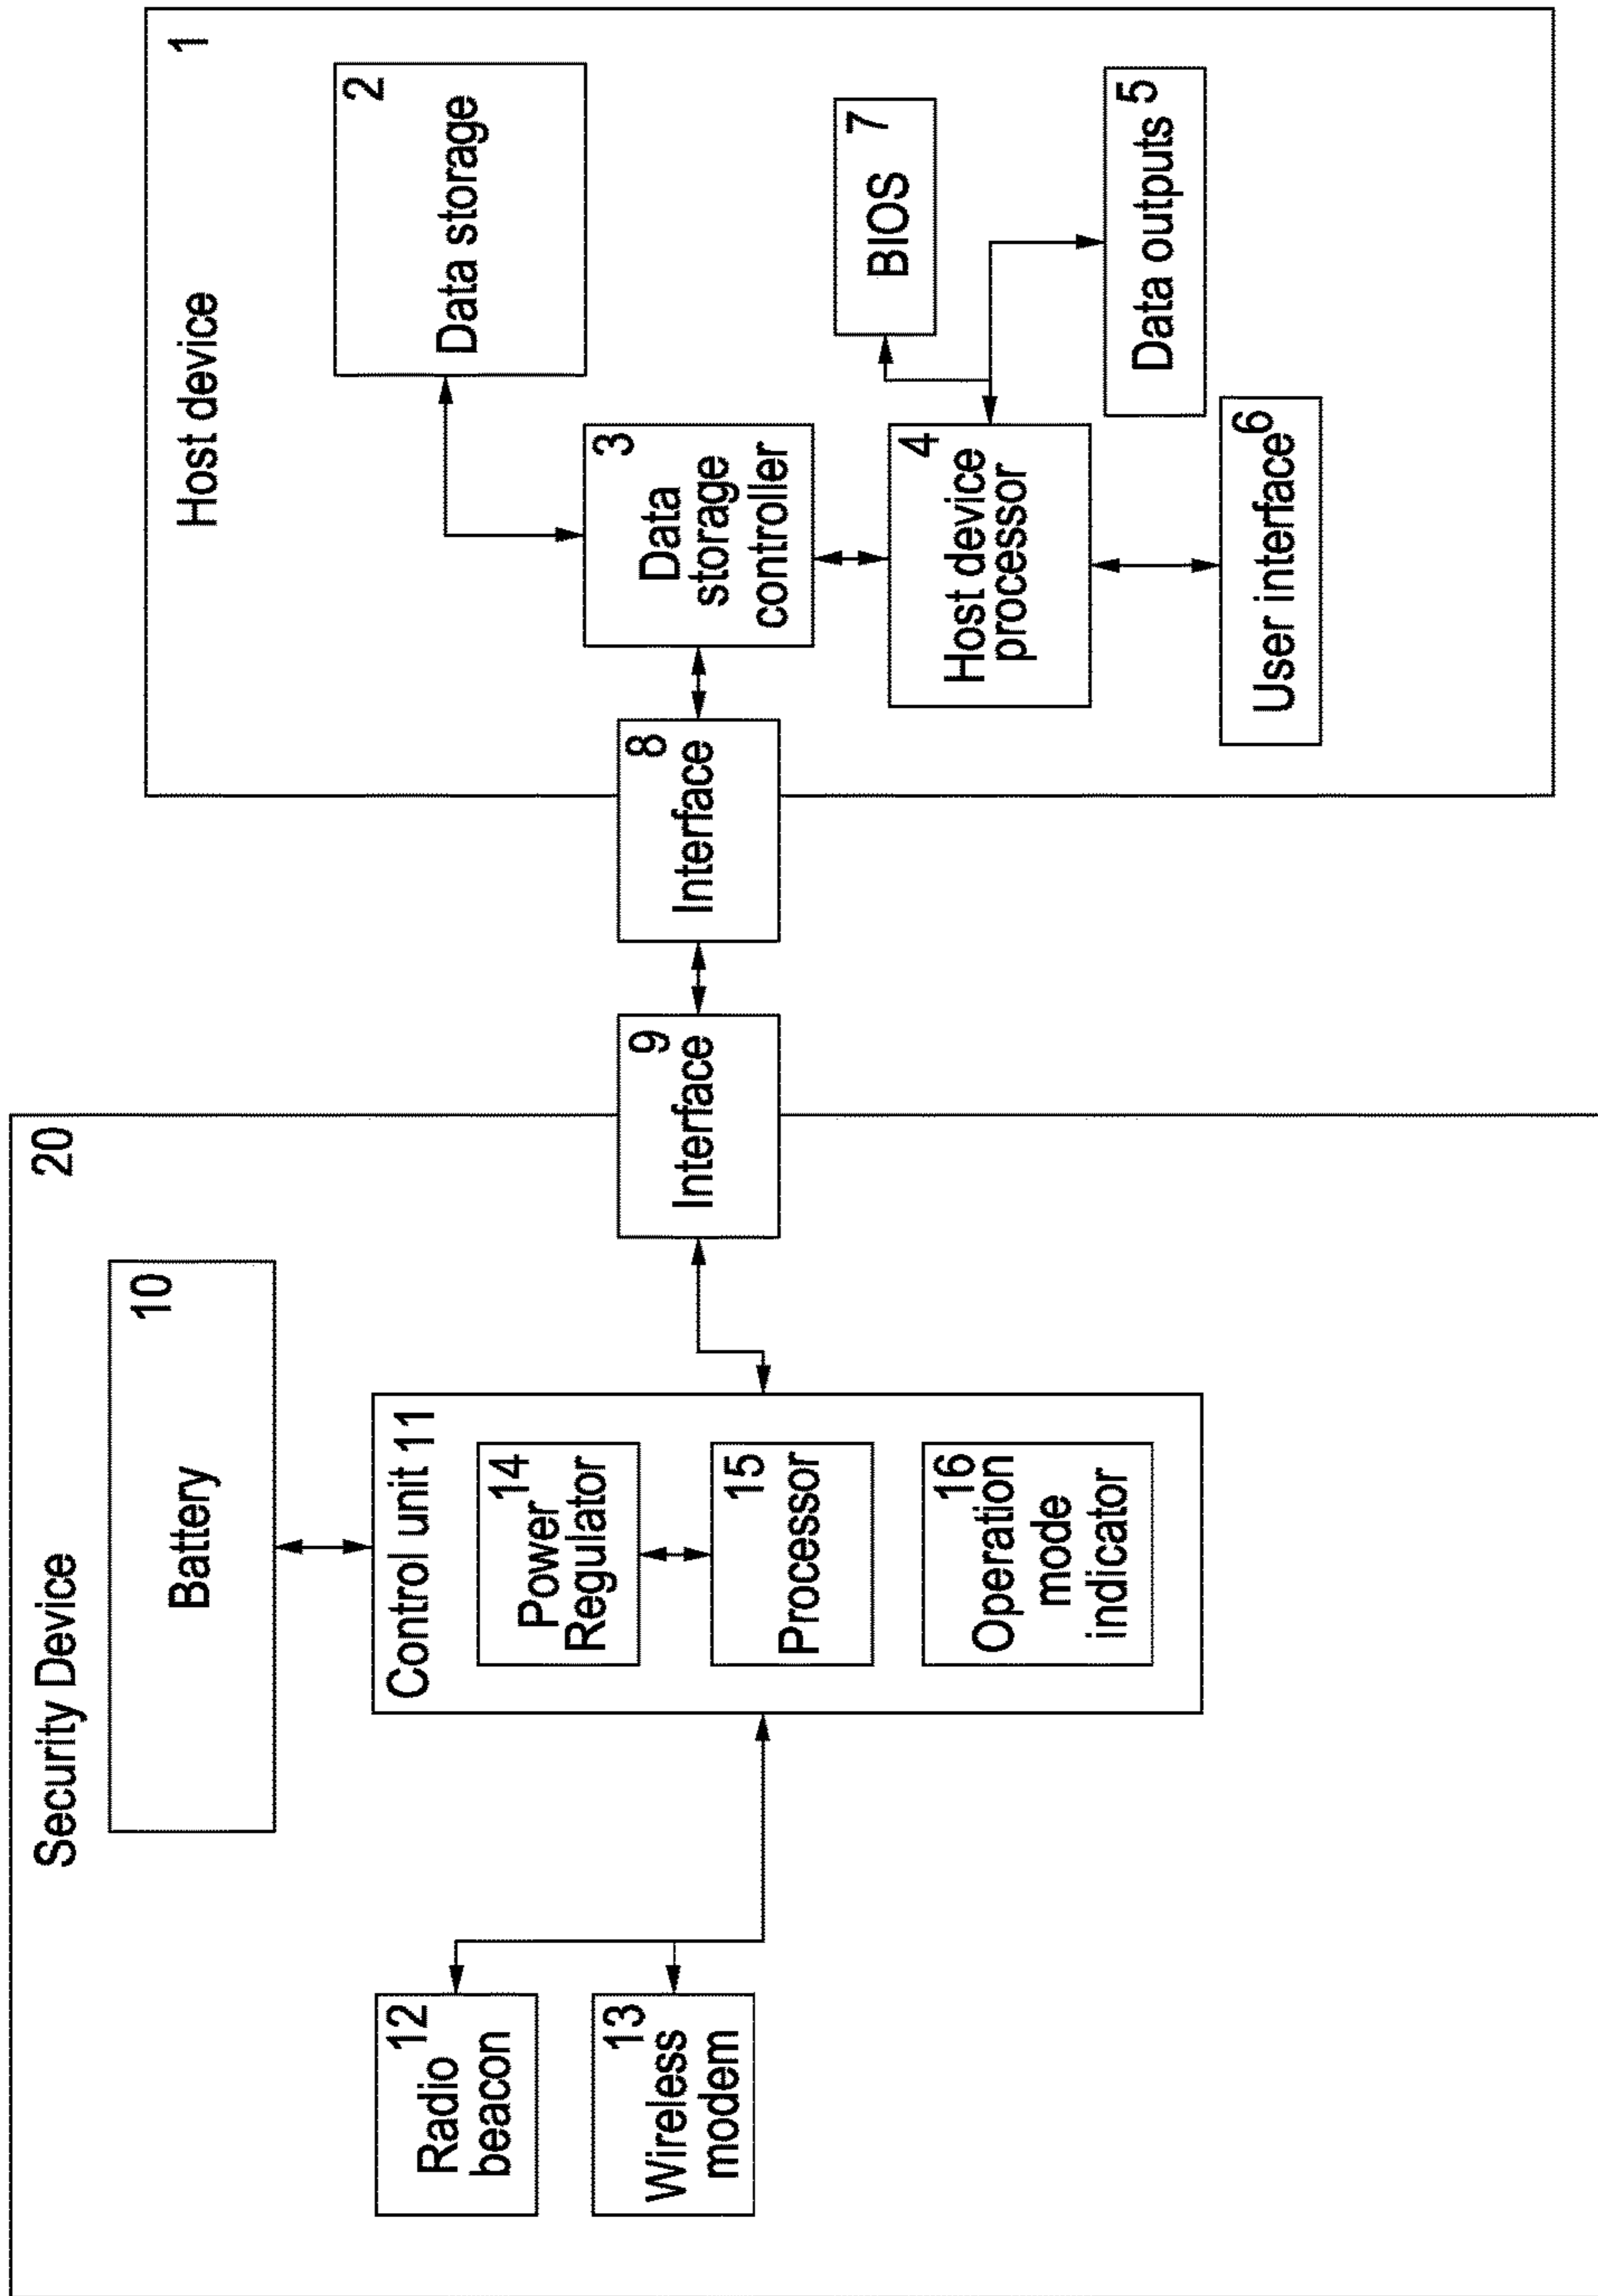 Security Device
20
Battery
10
Control unit 11
14
Power
Regulator
15
Processor
16
Operation
mode
indicator
12
Radio
beacon
13
Wireless
modem
9
Interface
8
Interface
Host device
1
2
Data storage
3
Data
storage
controller
4
Host device
processor
BIOS
7
Data outputs 5
User interface 6